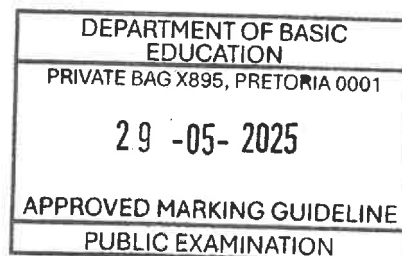 DEPARTMENT OF BASIC
EDUCATION
PRIVATE BAG X895, PRETORIA 0001
29 -05- 2025
APPROVED MARKING GUIDELINE
PUBLIC EXAMINATION